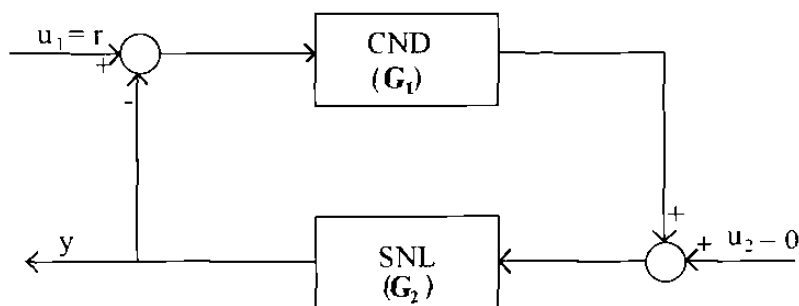 u₁ = r
+
-
CND
(G₁)
y
SNL
(G₂)
+
+
u₂ - 0